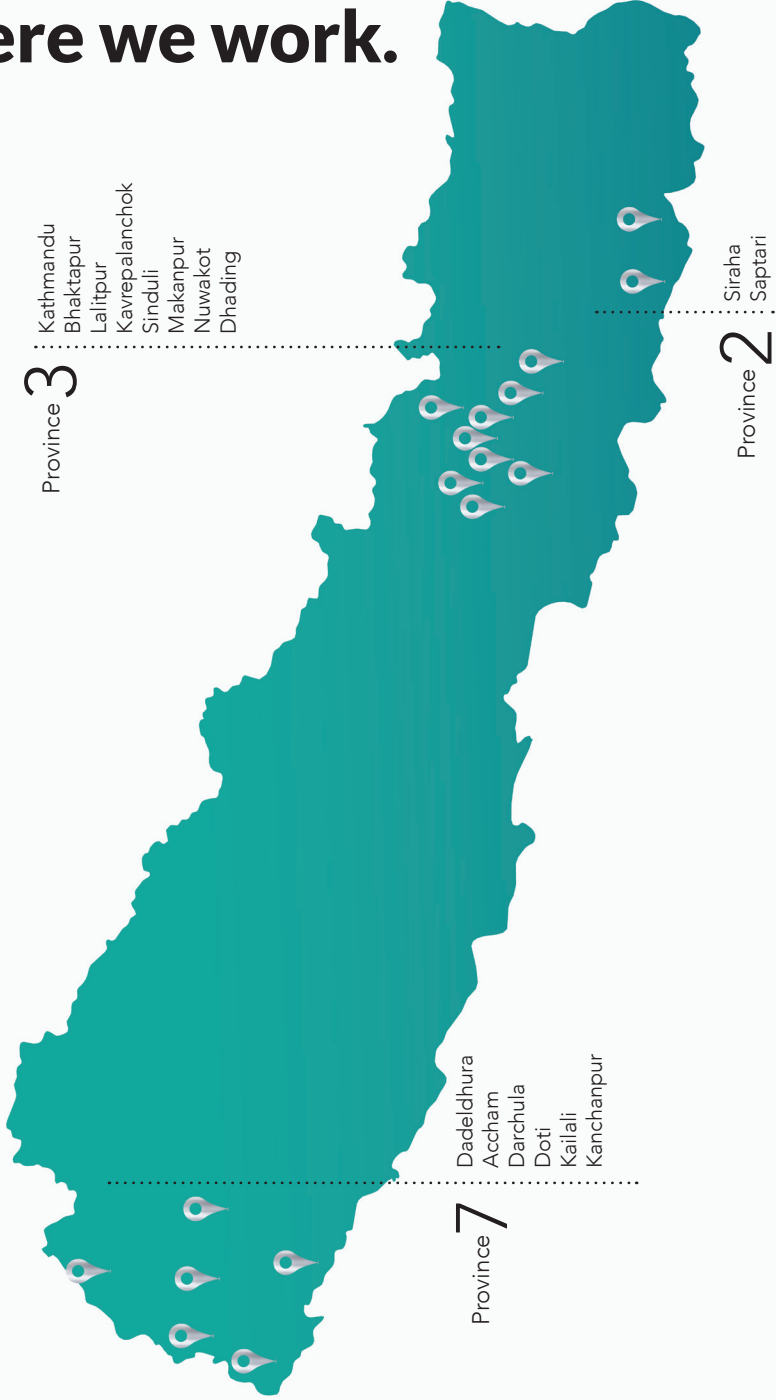 ere we work.
Province 3
Kathmandu
Bhaktapur
Lalitpur
Kavrepalanchok
Sinduli
Makanpur
Nuwakot
Dhading
Province 2
Siraha
Saptari
Province 7
Dadeldhura
Accham
Darchula
Doti
Kailali
Kanchanpur